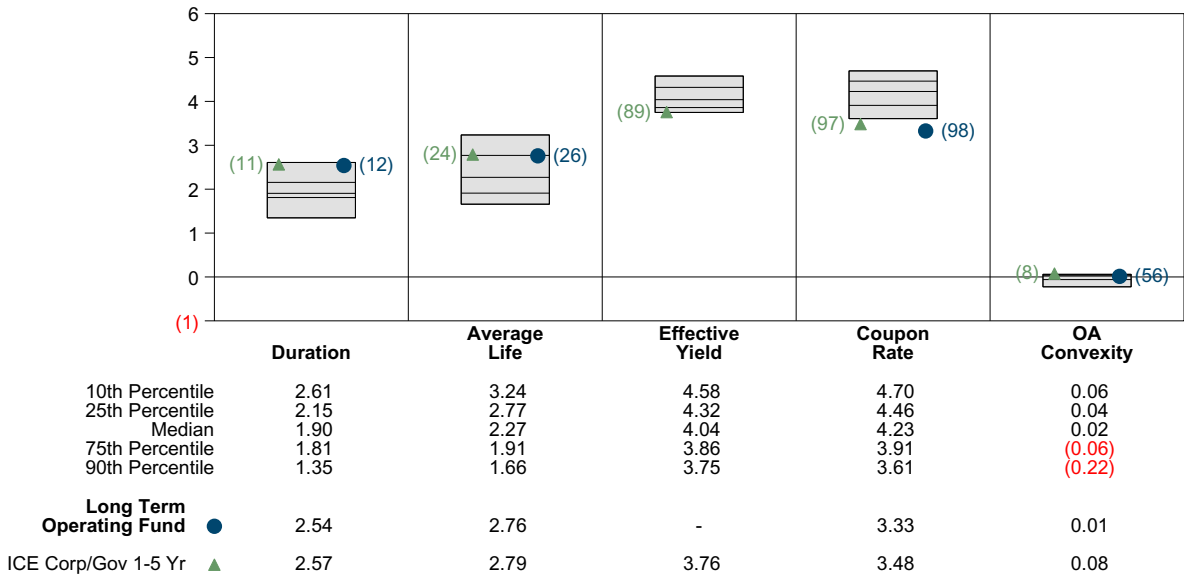 6
5
4
3
2
1
0
(1)
(11) (12)
(24) (26)
(89)
(97) (98)
(8) (56)
Duration Average Life Effective Yield Coupon Rate OA Convexity
10th Percentile 2.61 3.24 4.58 4.70 0.06
25th Percentile 2.15 2.77 4.32 4.46 0.04
Median 1.90 2.27 4.04 4.23 0.02
75th Percentile 1.81 1.91 3.86 3.91 (0.06)
90th Percentile 1.35 1.66 3.75 3.61 (0.22)
Long Term
Operating Fund 2.54 2.76 - 3.33 0.01
ICE Corp/Gov 1-5 Yr 2.57 2.79 3.76 3.48 0.08